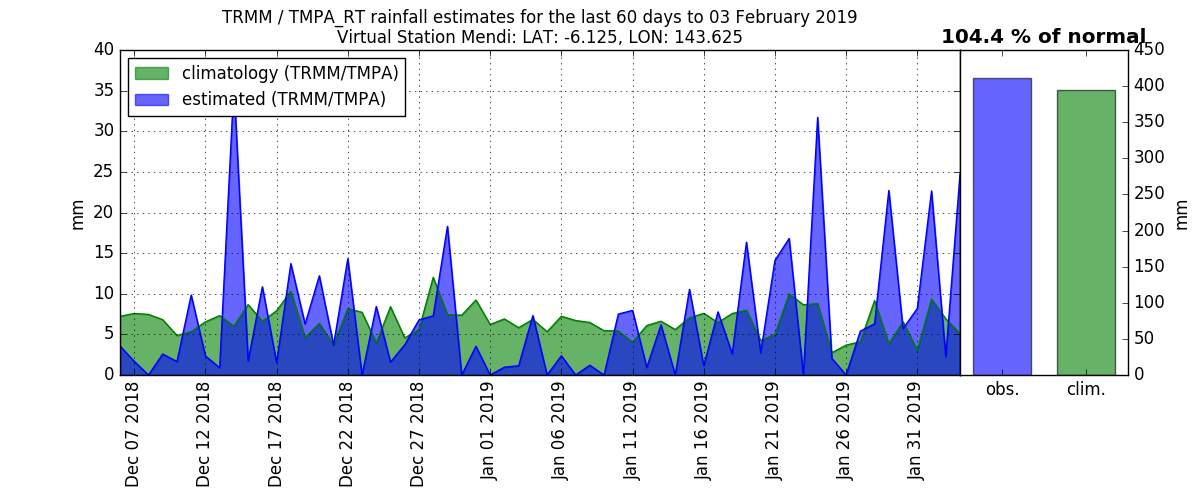 TRMM / TMPA_RT rainfall estimates for the last 60 days to 03 February 2019
Virtual Station Mendi: LAT: -6.125, LON: 143.625
104.4 % of normal
climatology (TRMM/TMPA)
estimated (TRMM/TMPA)
40
35
30
25
20
15
10
5
0
mm
Dec 07 2018
Dec 12 2018
Dec 17 2018
Dec 22 2018
Dec 27 2018
Jan 01 2019
Jan 06 2019
Jan 11 2019
Jan 16 2019
Jan 21 2019
Jan 26 2019
Jan 31 2019
obs.
clim.
450
400
350
300
250
200
150
100
50
0
mm